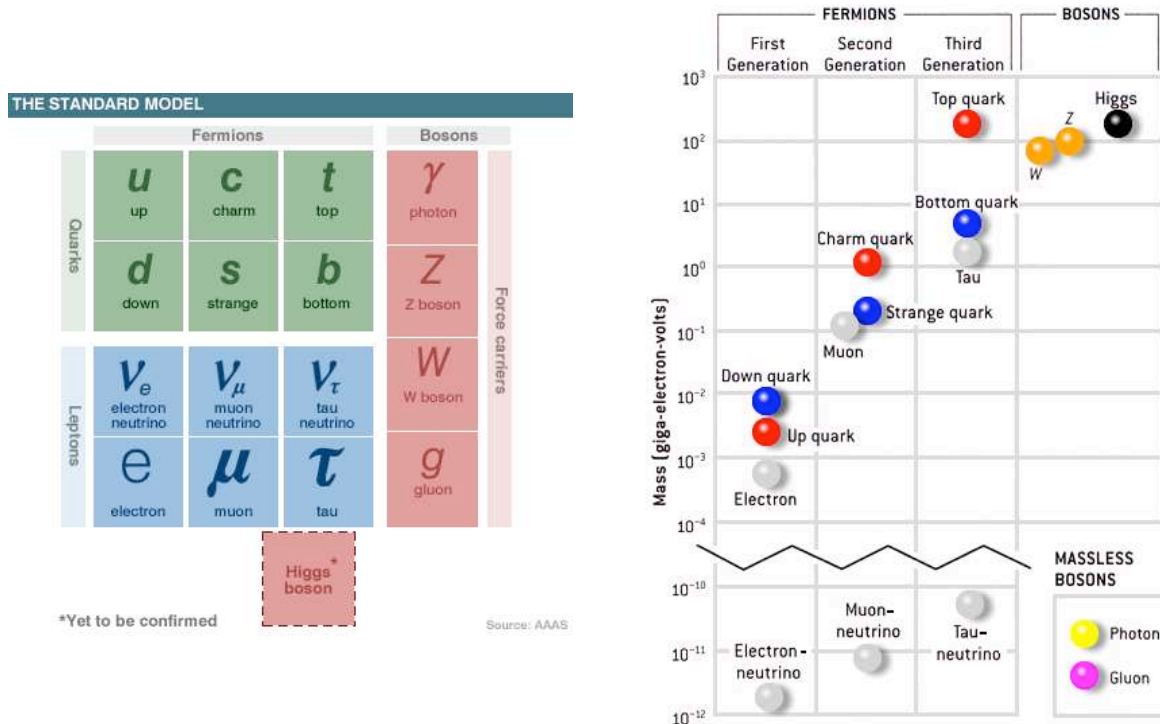 THE STANDARD MODEL
Fermions
Bosons
Quarks
u
up
c
charm
t
top
γ
photon
d
down
s
strange
b
bottom
Z
Z boson
Force carriers
Leptons
νe
electron
neutrino
νμ
muon
neutrino
ντ
tau
neutrino
W
W boson
e
electron
μ
muon
τ
tau
g
gluon
Higgs*
boson
*Yet to be confirmed
Source: AAAS
FERMIONS
BOSONS
First
Generation
Second
Generation
Third
Generation
Mass (giga-electron-volts)
10³
10²
10¹
10⁰
10⁻¹
10⁻²
10⁻³
10⁻⁴
10⁻¹⁰
10⁻¹¹
10⁻¹²
Top quark
Z
W
Higgs
Bottom quark
Charm quark
Tau
Strange quark
Muon
Down quark
Up quark
Electron
MASSLESS
BOSONS
Photon
Gluon
Muon-
neutrino
Tau-
neutrino
Electron-
neutrino